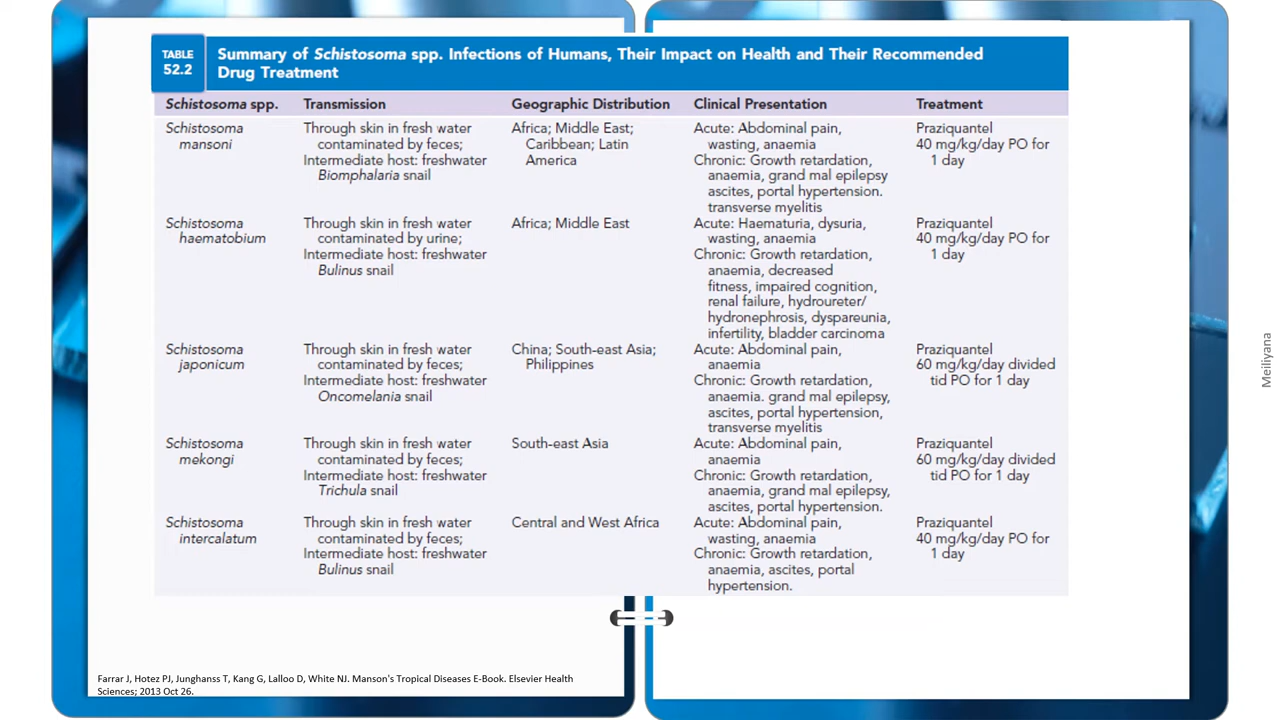 TABLE
52.2
Summary of Schistosoma spp. Infections of Humans, Their Impact on Health and Their Recommended
Drug Treatment
Schistosoma spp. Transmission Geographic Distribution Clinical Presentation Treatment
Schistosoma Through skin in fresh water Africa; Middle East; Acute: Abdominal pain, Praziquantel
mansoni contaminated by feces; Caribbean; Latin wasting, anaemia 40 mg/kg/day PO for
Intermediate host: freshwater America Chronic: Growth retardation, 1 day
Biomphalaria snail anaemia, grand mal epilepsy
ascites, portal hypertension.
transverse myelitis
Schistosoma Through skin in fresh water Africa; Middle East Acute: Haematuria, dysuria, Praziquantel
haematobium contaminated by urine; wasting, anaemia 40 mg/kg/day PO for
Intermediate host: freshwater Chronic: Growth retardation, 1 day
Bulinus snail anaemia, decreased
fitness, impaired cognition,
renal failure, hydroureter/
hydronephrosis, dyspareunia,
infertility, bladder carcinoma
Schistosoma Through skin in fresh water China; South-east Asia; Acute: Abdominal pain, Praziquantel
japonicum contaminated by feces; Philippines anaemia 60 mg/kg/day divided
Intermediate host: freshwater Chronic: Growth retardation, tid PO for 1 day
Oncomelania snail anaemia. grand mal epilepsy,
ascites, portal hypertension,
transverse myelitis
Schistosoma Through skin in fresh water South-east Asia Acute: Abdominal pain, Praziquantel
mekongi contaminated by feces; anaemia 60 mg/kg/day divided
Intermediate host: freshwater Chronic: Growth retardation, tid PO for 1 day
Trichula snail anaemia, grand mal epilepsy,
ascites, portal hypertension.
Schistosoma Through skin in fresh water Central and West Africa Acute: Abdominal pain, Praziquantel
intercalatum contaminated by feces; wasting, anaemia 40 mg/kg/day PO for
Intermediate host: freshwater Chronic: Growth retardation, 1 day
Bulinus snail anaemia, ascites, portal
hypertension.
Farrar J, Hotez PJ, Junghanss T, Kang G, Lalloo D, White NJ. Manson's Tropical Diseases E-Book. Elsevier Health
Sciences; 2013 Oct 26.
Meiliyana